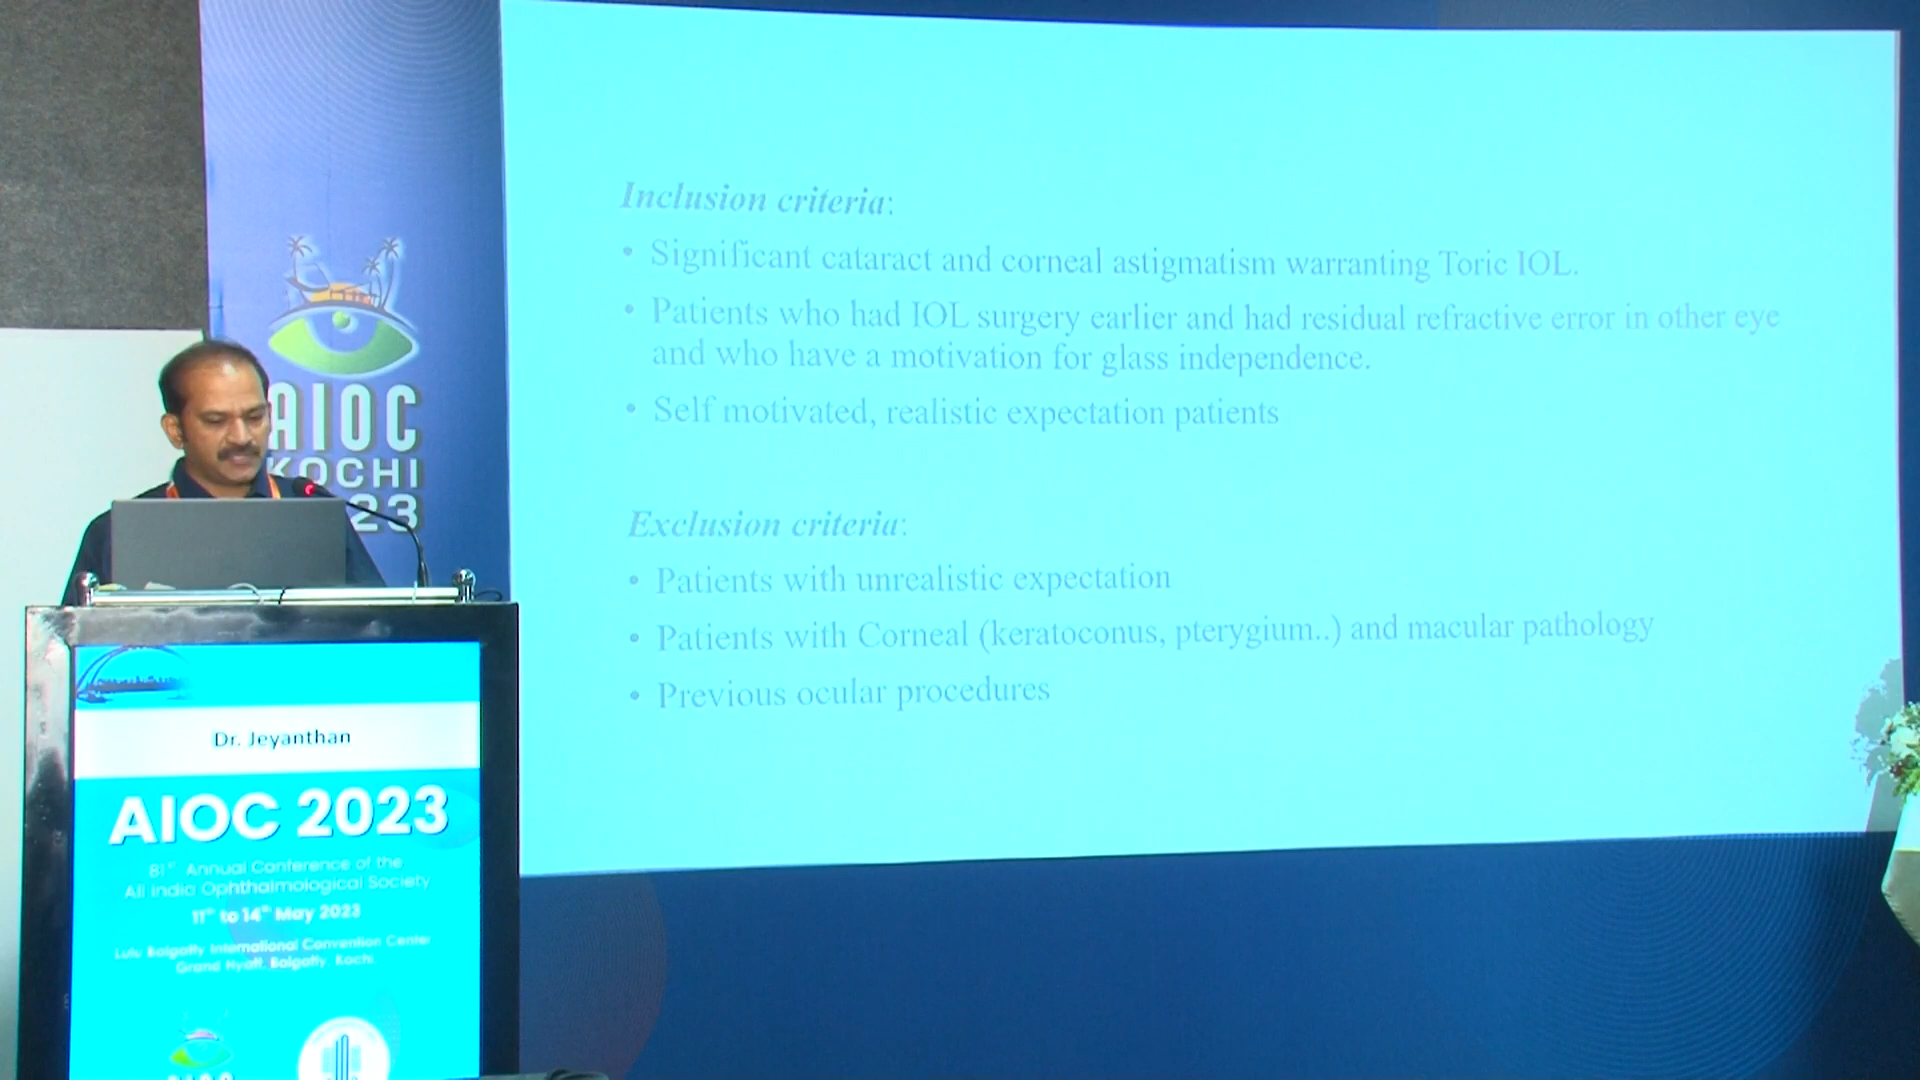 Inclusion criteria:
• Significant cataract and corneal astigmatism warranting Toric IOL.
• Patients who had IOL surgery earlier and had residual refractive error in other eye
and who have a motivation for glass independence.
• Self motivated, realistic expectation patients
Exclusion criteria:
• Patients with unrealistic expectation
• Patients with Corneal (keratoconus, pterygium..) and macular pathology
• Previous ocular procedures
AIOC
KOCHI
23
Dr. Jeyanthan
AIOC 2023
81st Annual Conference of the
All India Ophthalmological Society
11th to 14th May 2023
Lulu Bolgatty International Convention Center
Grand Hyatt, Bolgatty, Kochi.